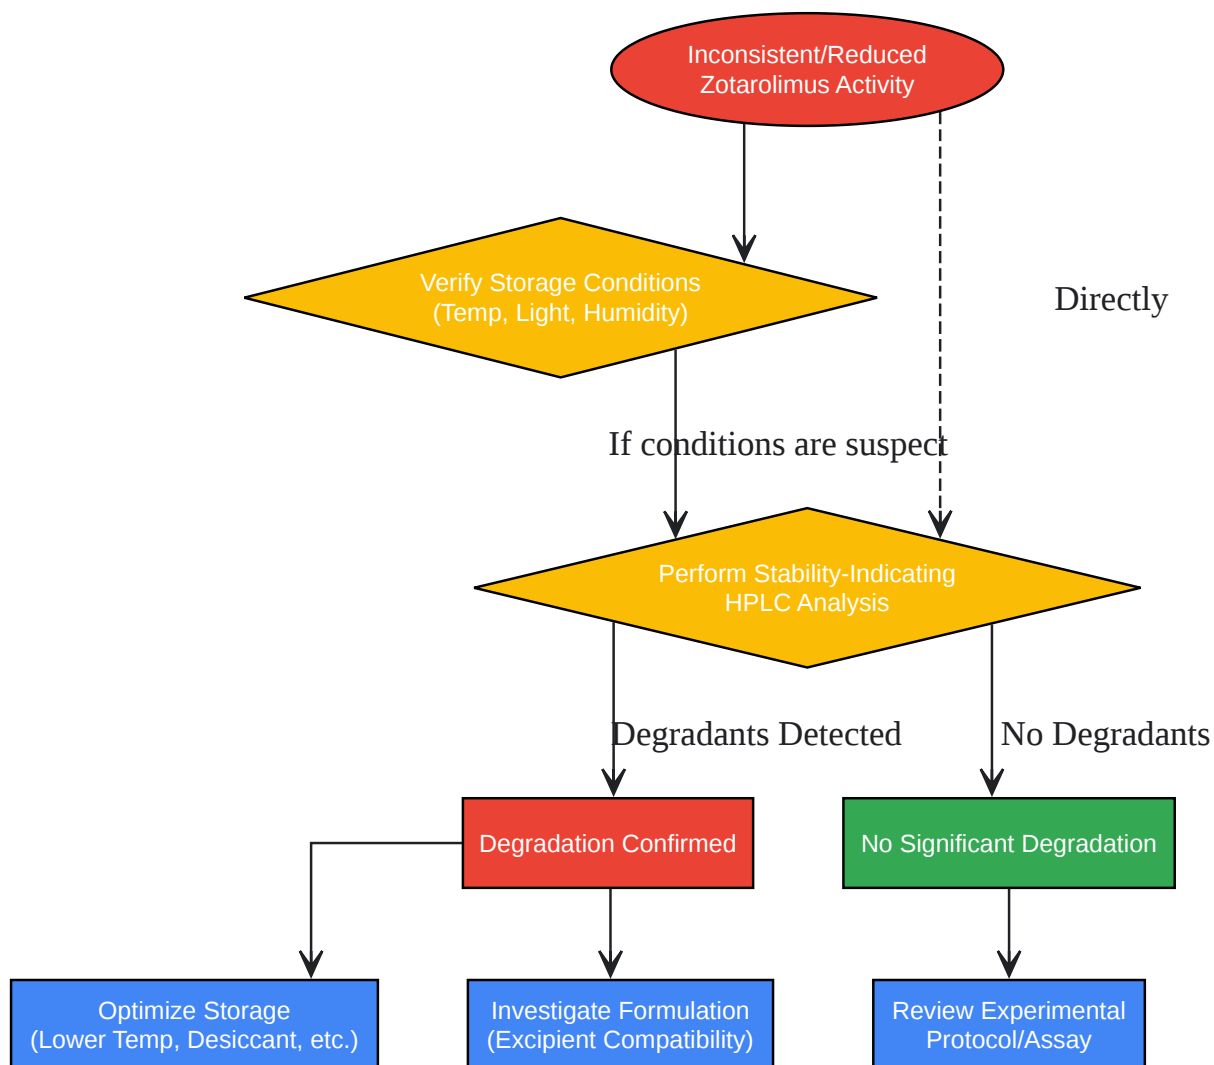 Inconsistent/Reduced
Zotarolimus Activity
Verify Storage Conditions
(Temp, Light, Humidity)
Directly
If conditions are suspect
Perform Stability-Indicating
HPLC Analysis
Degradants Detected
No Degradants
Degradation Confirmed
No Significant Degradation
Optimize Storage
(Lower Temp, Desiccant, etc.)
Investigate Formulation
(Excipient Compatibility)
Review Experimental
Protocol/Assay